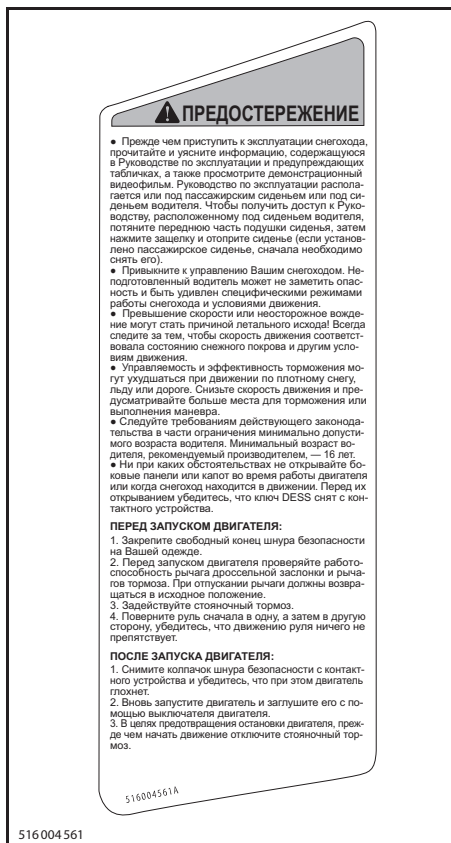 ПРЕДОСТЕРЕЖЕНИЕ
● Прежде чем приступить к эксплуатации снегохода,
прочитайте и уясните информацию, содержащуюся
в Руководстве по эксплуатации и предупреждающих
табличках, а также просмотрите демонстрационный
видеофильм. Руководство по эксплуатации распола-
гается или под пассажирским сиденьем или под си-
деньем водителя. Чтобы получить доступ к Руко-
водству, расположенному под сиденьем водителя,
потяните переднюю часть подушки сиденья, затем
нажмите защелку и отоприте сиденье (если установ-
лено пассажирское сиденье, сначала необходимо
снять его).
● Привыкните к управлению Вашим снегоходом. Не-
подготовленный водитель может не заметить опас-
ность и быть удивлен специфическими режимами
работы снегохода и условиями движения.
● Превышение скорости или неосторожное вожде-
ние могут стать причиной летального исхода! Всегда
следите за тем, чтобы скорость движения соответст-
вовала состоянию снежного покрова и другим усло-
виям движения.
● Управляемость и эффективность торможения мо-
гут ухудшаться при движении по плотному снегу,
льду или дороге. Снизьте скорость движения и пре-
дусматривайте больше места для торможения или
выполнения маневра.
● Следуйте требованиям действующего законода-
тельства в части ограничения минимально допусти-
мого возраста водителя. Минимальный возраст во-
дителя, рекомендуемый производителем, — 16 лет.
● Ни при каких обстоятельствах не открывайте бо-
ковые панели или капот во время работы двигателя
или когда снегоход находится в движении. Перед их
открыванием убедитесь, что ключ DESS снят с кон-
тактного устройства.
ПЕРЕД ЗАПУСКОМ ДВИГАТЕЛЯ:
1. Закрепите свободный конец шнура безопасности
на Вашей одежде.
2. Перед запуском двигателя проверяйте работо-
способность рычага дроссельной заслонки и рыча-
гов тормоза. При отпускании рычаги должны возвра-
щаться в исходное положение.
3. Задействуйте стояночный тормоз.
4. Поверните руль сначала в одну, а затем в другую
сторону, убедитесь, что движению руля ничего не
препятствует.
ПОСЛЕ ЗАПУСКА ДВИГАТЕЛЯ:
1. Снимите колпачок шнура безопасности с контакт-
ного устройства и убедитесь, что при этом двигатель
глохнет.
2. Вновь запустите двигатель и заглушите его с по-
мощью выключателя двигателя.
3. В целях предотвращения остановки двигателя, преж-
де чем начать движение отключите стояночный тор-
моз.
516004561A
516 004 561